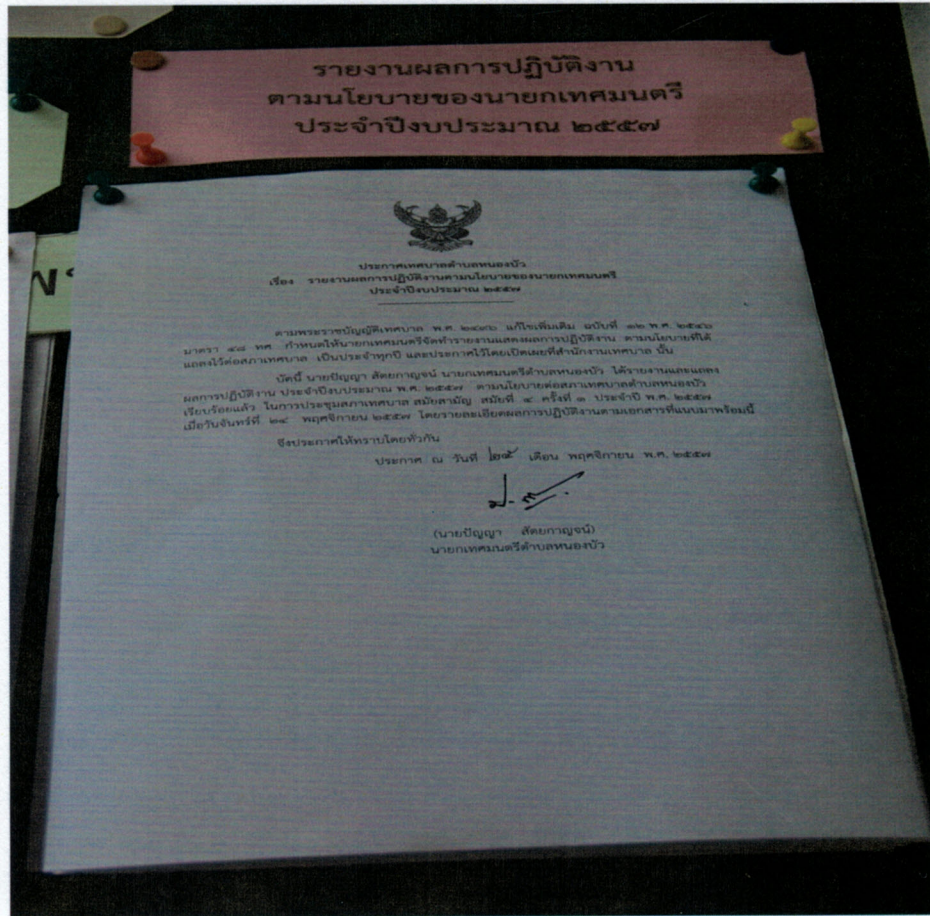 รายงานผลการปฏิบัติงาน
ตามนโยบายของนายกเทศมนตรี
ประจำปีงบประมาณ ๒๕๕๗
ประกาศเทศบาลตำบลหนองบัว
เรื่อง รายงานผลการปฏิบัติงานตามนโยบายของนายกเทศมนตรี
ประจำปีงบประมาณ ๒๕๕๗
ตามพระราชบัญญัติเทศบาล พ.ศ. ๒๔๙๖ แก้ไขเพิ่มเติม ฉบับที่ ๑๒ พ.ศ. ๒๕๔๖
มาตรา ๔๘ ทศ กำหนดให้นายกเทศมนตรีจัดทำรายงานแสดงผลการปฏิบัติงาน ตามนโยบายที่ได้
แถลงไว้ต่อสภาเทศบาล เป็นประจำทุกปี และประกาศไว้โดยเปิดเผยที่สำนักงานเทศบาล นั้น
บัดนี้ นายปัญญา สัตยกาญจน์ นายกเทศมนตรีตำบลหนองบัว ได้รายงานและแถลง
ผลการปฏิบัติงาน ประจำปีงบประมาณ พ.ศ. ๒๕๕๗ ตามนโยบายต่อสภาเทศบาลตำบลหนองบัว
เรียบร้อยแล้ว ในการประชุมสภาเทศบาล สมัยสามัญ สมัยที่ ๔ ครั้งที่ ๑ ประจำปี พ.ศ. ๒๕๕๗
เมื่อวันจันทร์ที่ ๒๔ พฤศจิกายน ๒๕๕๗ โดยรายละเอียดผลการปฏิบัติงานตามเอกสารที่แนบมาพร้อมนี้
จึงประกาศให้ทราบโดยทั่วกัน
ประกาศ ณ วันที่ ๒๕ เดือน พฤศจิกายน พ.ศ. ๒๕๕๗
(นายปัญญา สัตยกาญจน์)
นายกเทศมนตรีตำบลหนองบัว